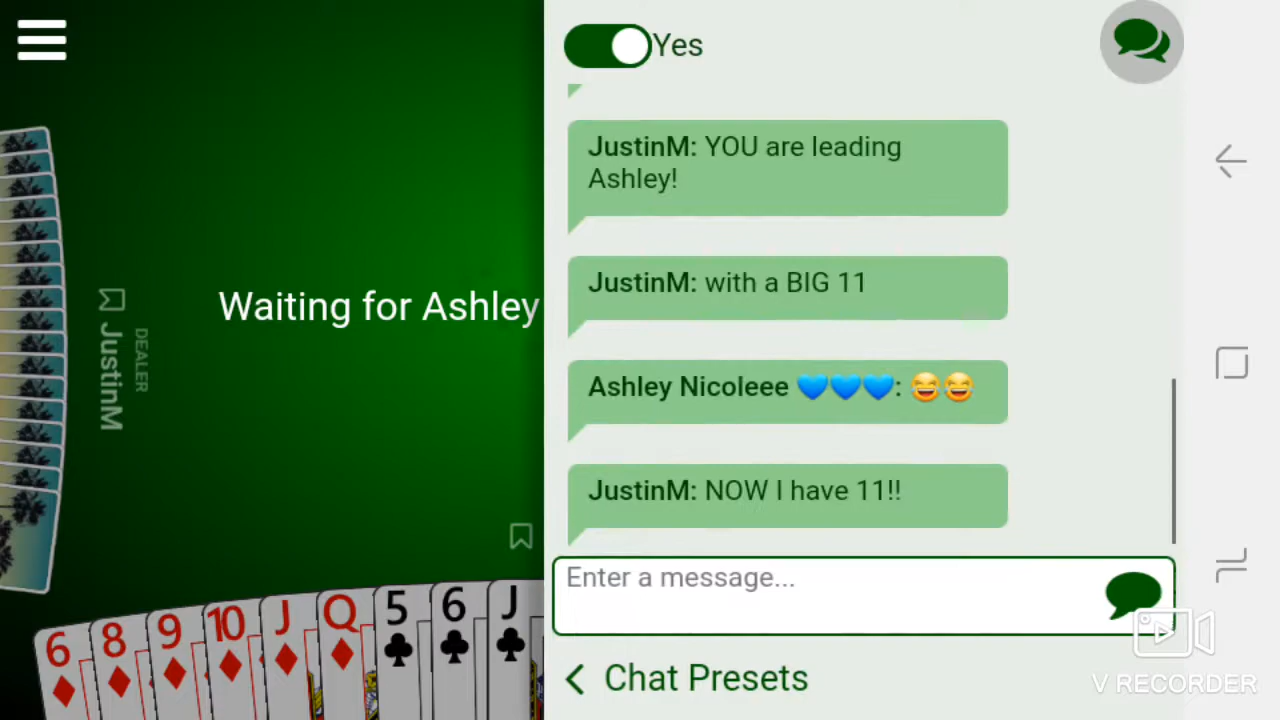 Yes
JustinM: YOU are leading
Ashley!
JustinM: with a BIG 11
Ashley Nicoleee 💙💙💙: 😂😂
JustinM: NOW I have 11!!
Enter a message...
Chat Presets
Waiting for Ashley
DEALER
JustinM
6
8
9
10
J
Q
5
6
J
V RECORDER